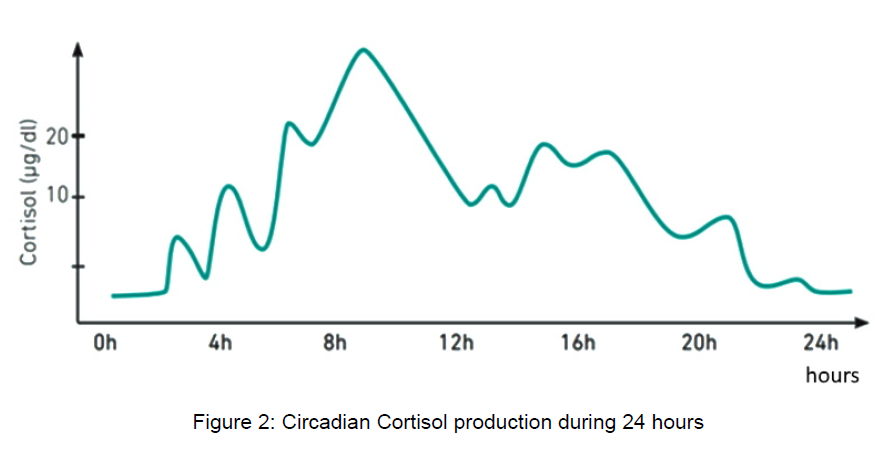 Cortisol (µg/dl)
20
10
0h 4h 8h 12h 16h 20h 24h
hours
Figure 2: Circadian Cortisol production during 24 hours